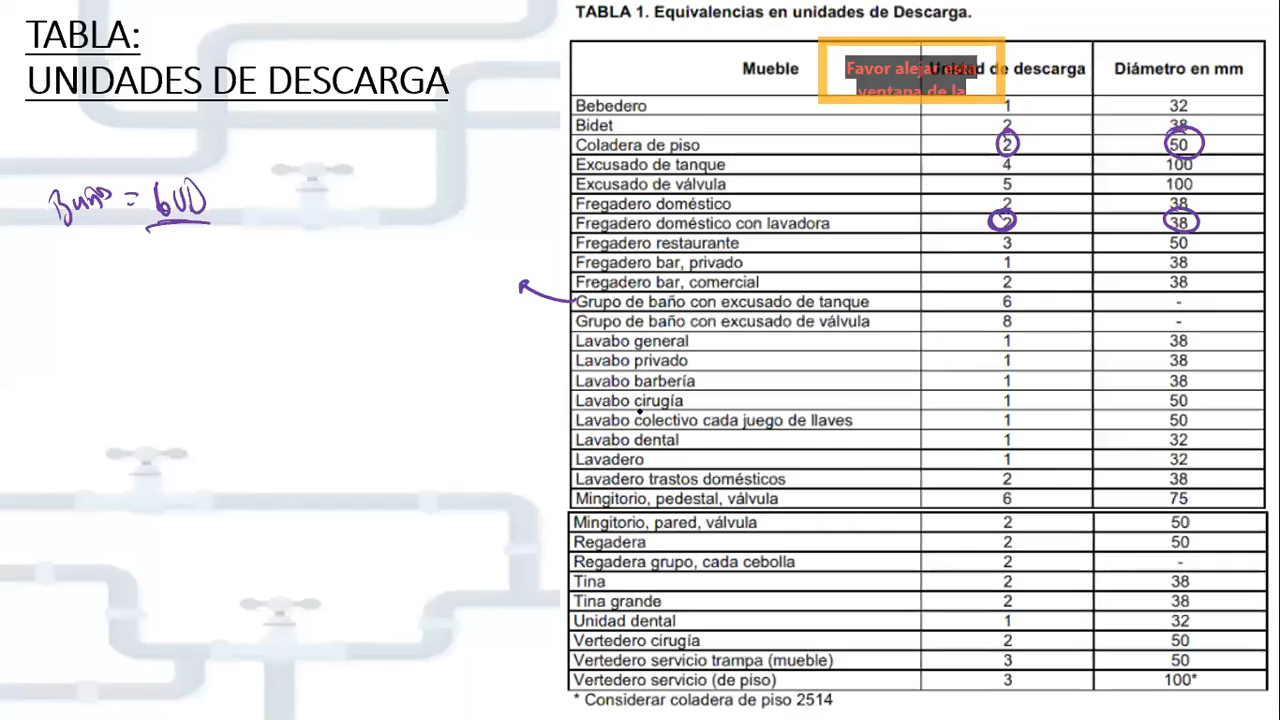 TABLA:
UNIDADES DE DESCARGA
Baño = 6UD
TABLA 1. Equivalencias en unidades de Descarga.
Mueble Unidad de descarga Diámetro en mm
Favor alejar esta
ventana de la
Bebedero 1 32
Bidet 2 38
Coladera de piso 2 50
Excusado de tanque 4 100
Excusado de válvula 5 100
Fregadero doméstico 2 38
Fregadero doméstico con lavadora 2 38
Fregadero restaurante 3 50
Fregadero bar, privado 1 38
Fregadero bar, comercial 2 38
Grupo de baño con excusado de tanque 6 -
Grupo de baño con excusado de válvula 8 -
Lavabo general 1 38
Lavabo privado 1 38
Lavabo barbería 1 38
Lavabo cirugía 1 50
Lavabo colectivo cada juego de llaves 1 50
Lavabo dental 1 32
Lavadero 1 32
Lavadero trastos domésticos 2 38
Mingitorio, pedestal, válvula 6 75
Mingitorio, pared, válvula 2 50
Regadera 2 50
Regadera grupo, cada cebolla 2 -
Tina 2 38
Tina grande 2 38
Unidad dental 1 32
Vertedero cirugía 2 50
Vertedero servicio trampa (mueble) 3 50
Vertedero servicio (de piso) 3 100*
* Considerar coladera de piso 2514